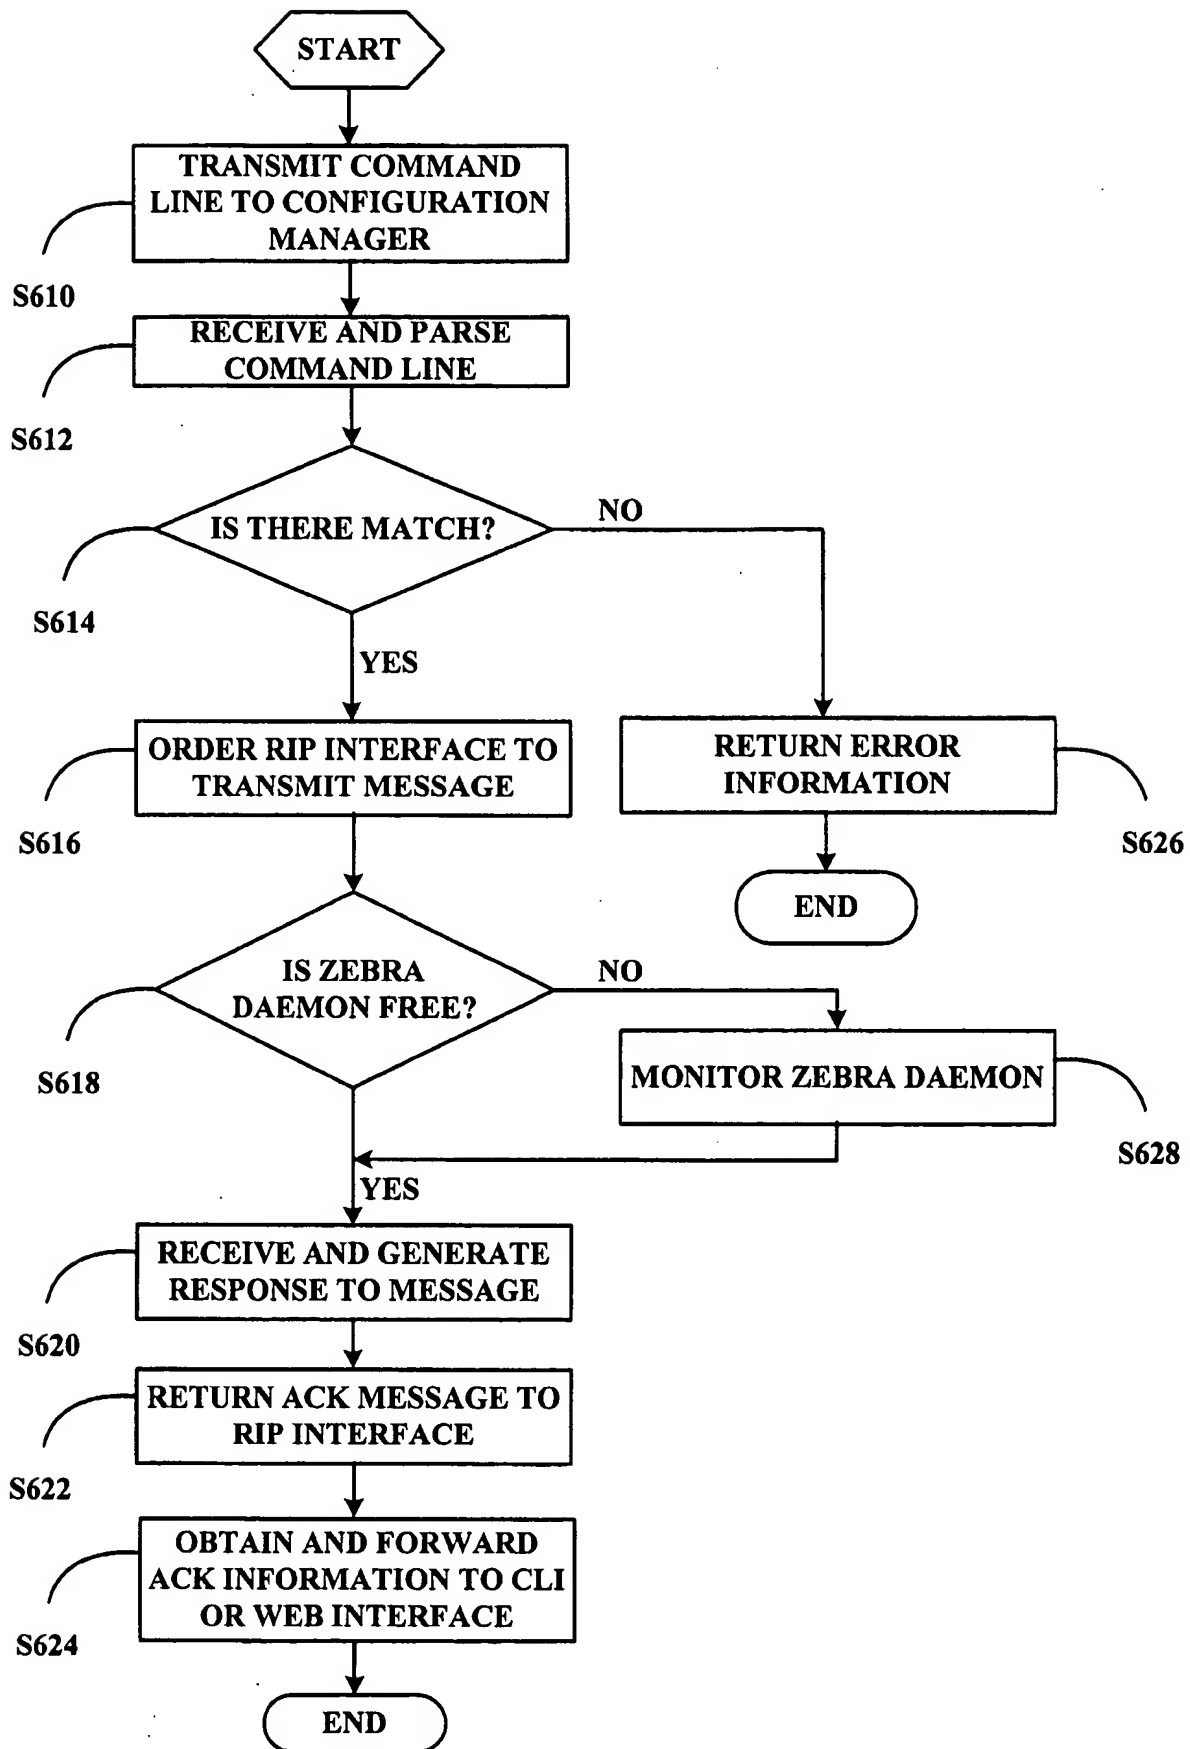 START
TRANSMIT COMMAND
LINE TO CONFIGURATION
MANAGER
S610
RECEIVE AND PARSE
COMMAND LINE
S612
IS THERE MATCH?
NO
S614
YES
ORDER RIP INTERFACE TO
TRANSMIT MESSAGE
S616
RETURN ERROR
INFORMATION
S626
END
IS ZEBRA
DAEMON FREE?
NO
S618
MONITOR ZEBRA DAEMON
S628
YES
RECEIVE AND GENERATE
RESPONSE TO MESSAGE
S620
RETURN ACK MESSAGE TO
RIP INTERFACE
S622
OBTAIN AND FORWARD
ACK INFORMATION TO CLI
OR WEB INTERFACE
S624
END